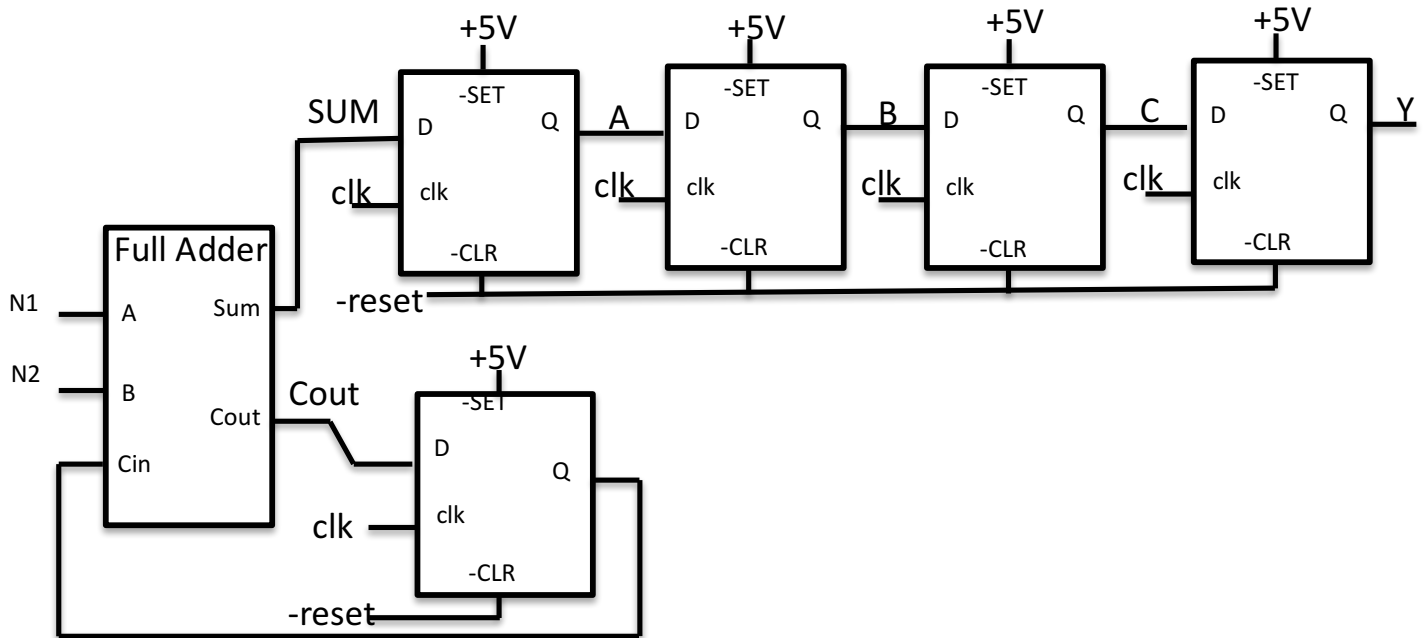 +5V +5V +5V +5V
-SET -SET -SET -SET
SUM D Q A D Q B D Q C D Q Y
clk clk clk clk clk clk clk clk
-CLR -CLR -CLR -CLR
-reset
Full Adder
N1 A Sum
N2 B
Cout Cout
Cin
+5V
-SET
D Q
clk clk
-CLR
-reset